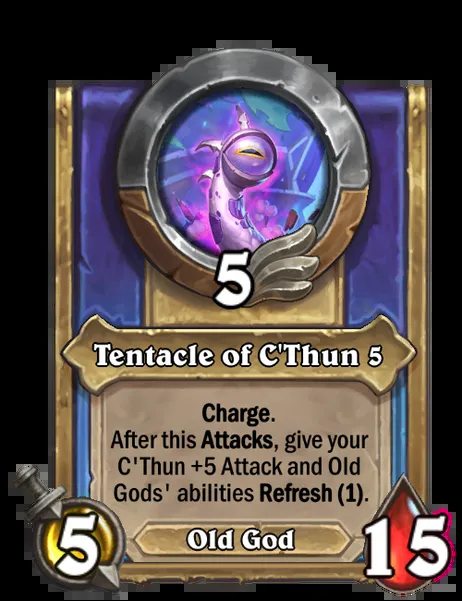 5
Tentacle of C'Thun 5
Charge.
After this Attacks, give your
C'Thun +5 Attack and Old
Gods' abilities Refresh (1).
5
Old God
15